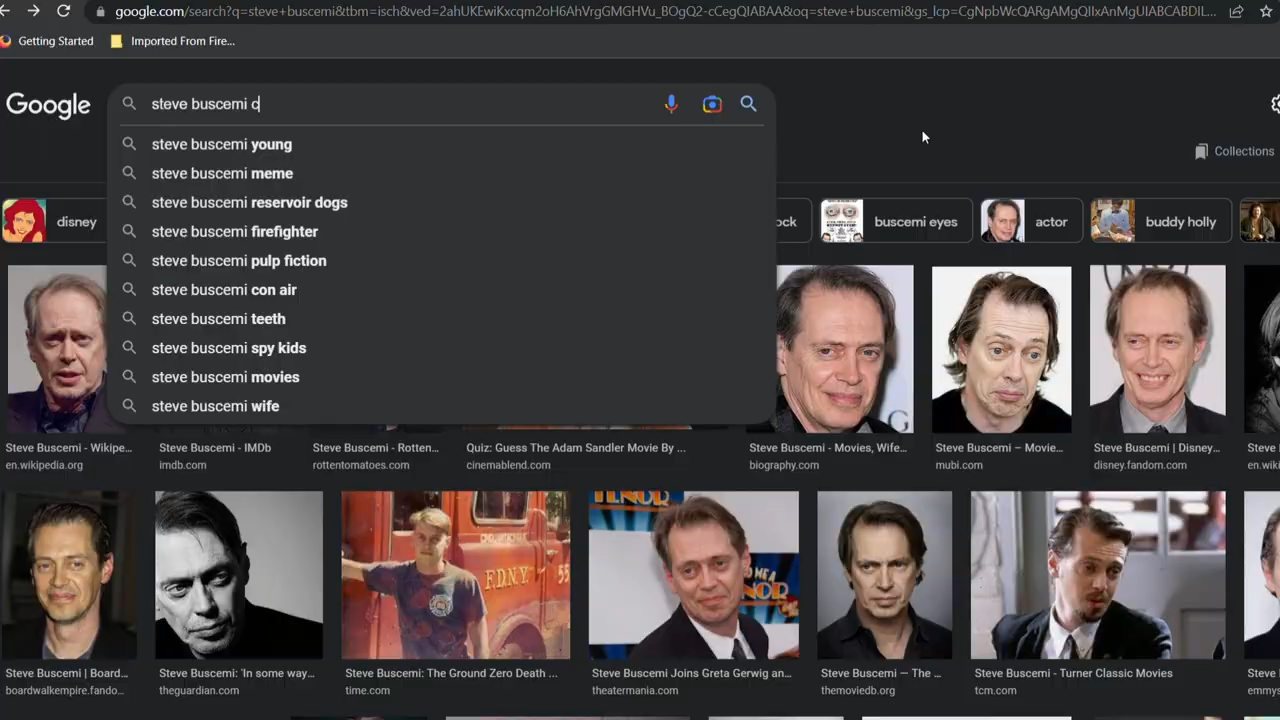 google.com/search?q=steve+buscemi&tbm=isch&ved=2ahUKEwiKxcqm2oH6AhVrgGMGHVu_BOgQ2-cCegQIABAA&oq=steve+buscemi&gs_lcp=CgNpbWcQARgAMgQIIxAnMgUIABCABDIL...
Getting Started
Imported From Fire...
Google
steve buscemi c
steve buscemi young
Collections
steve buscemi meme
steve buscemi reservoir dogs
disney
ock
buscemi eyes
actor
buddy holly
steve buscemi firefighter
steve buscemi pulp fiction
steve buscemi con air
steve buscemi teeth
steve buscemi spy kids
steve buscemi movies
steve buscemi wife
Steve Buscemi - Wikipe...
Steve Buscemi - IMDb
Steve Buscemi - Rotten...
Quiz: Guess The Adam Sandler Movie By ...
Steve Buscemi - Movies, Wife...
Steve Buscemi – Movie...
Steve Buscemi | Disney...
Steve B
en.wikipedia.org
imdb.com
rottentomatoes.com
cinemablend.com
biography.com
mubi.com
disney.fandom.com
en.wiki
F.D.N.Y.
55
Steve Buscemi | Board...
Steve Buscemi: 'In some way...
Steve Buscemi: The Ground Zero Death ...
Steve Buscemi Joins Greta Gerwig an...
Steve Buscemi — The ...
Steve Buscemi - Turner Classic Movies
Steve B
boardwalkempire.fando...
theguardian.com
time.com
theatermania.com
themoviedb.org
tcm.com
emmys